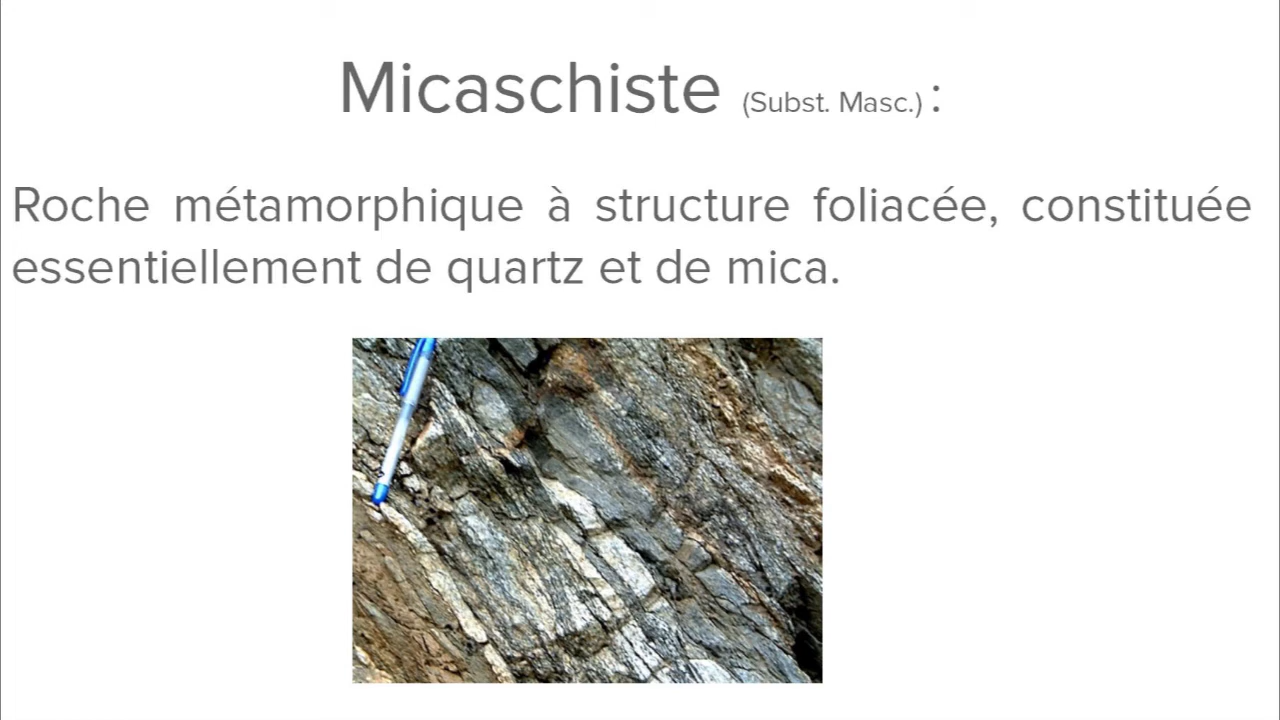 Micaschiste (Subst. Masc.) :
Roche métamorphique à structure foliacée, constituée
essentiellement de quartz et de mica.